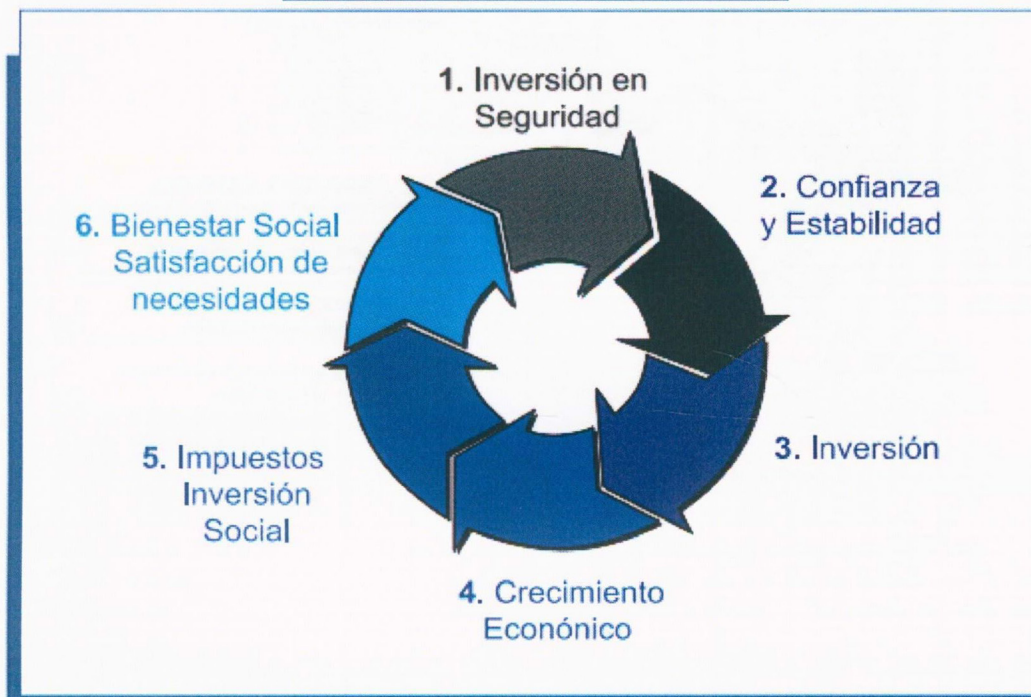 1. Inversión en
Seguridad
2. Confianza
y Estabilidad
3. Inversión
4. Crecimiento
Econónico
5. Impuestos
Inversión
Social
6. Bienestar Social
Satisfacción de
necesidades